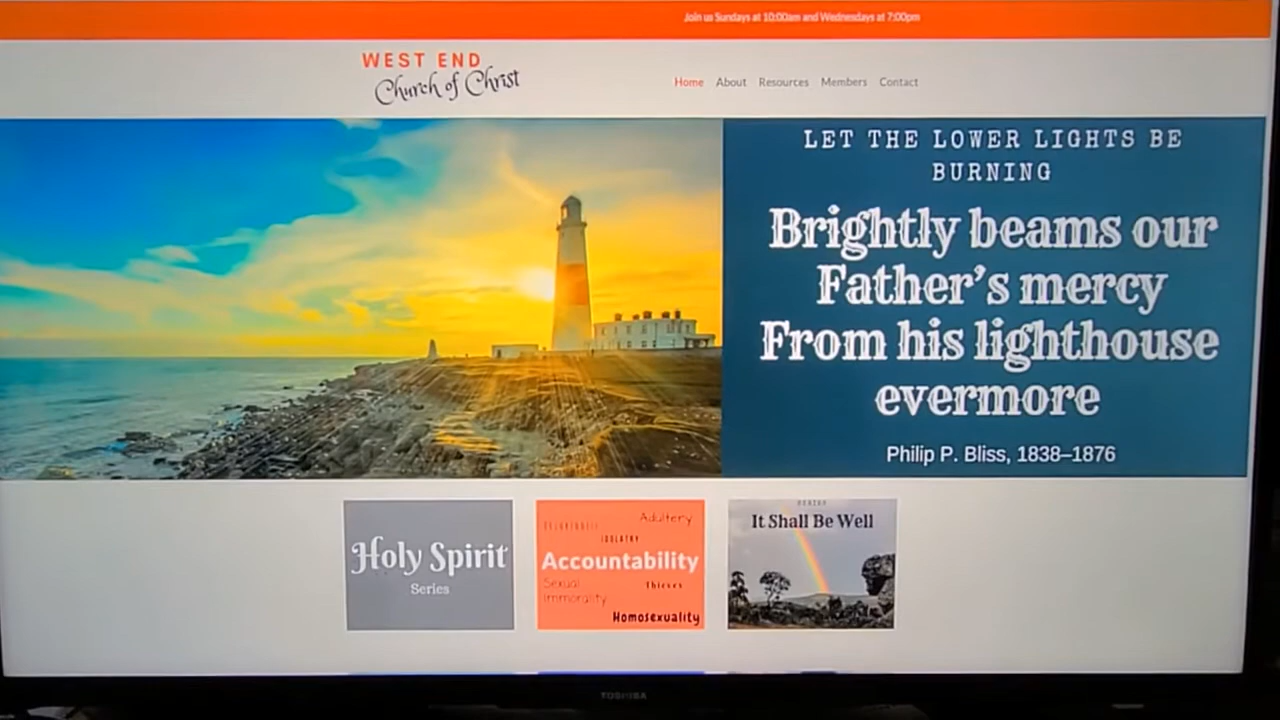 Join us Sundays at 10:00am and Wednesdays at 7:00pm
WEST END
Church of Christ
Home About Resources Members Contact
LET THE LOWER LIGHTS BE
BURNING
Brightly beams our
Father's mercy
From his lighthouse
evermore
Philip P. Bliss, 1838–1876
Holy Spirit
Series
Adultery
IDOLATRY
Accountability
Sexual
Immorality
Thieves
Homosexuality
It Shall Be Well
TOSHIBA